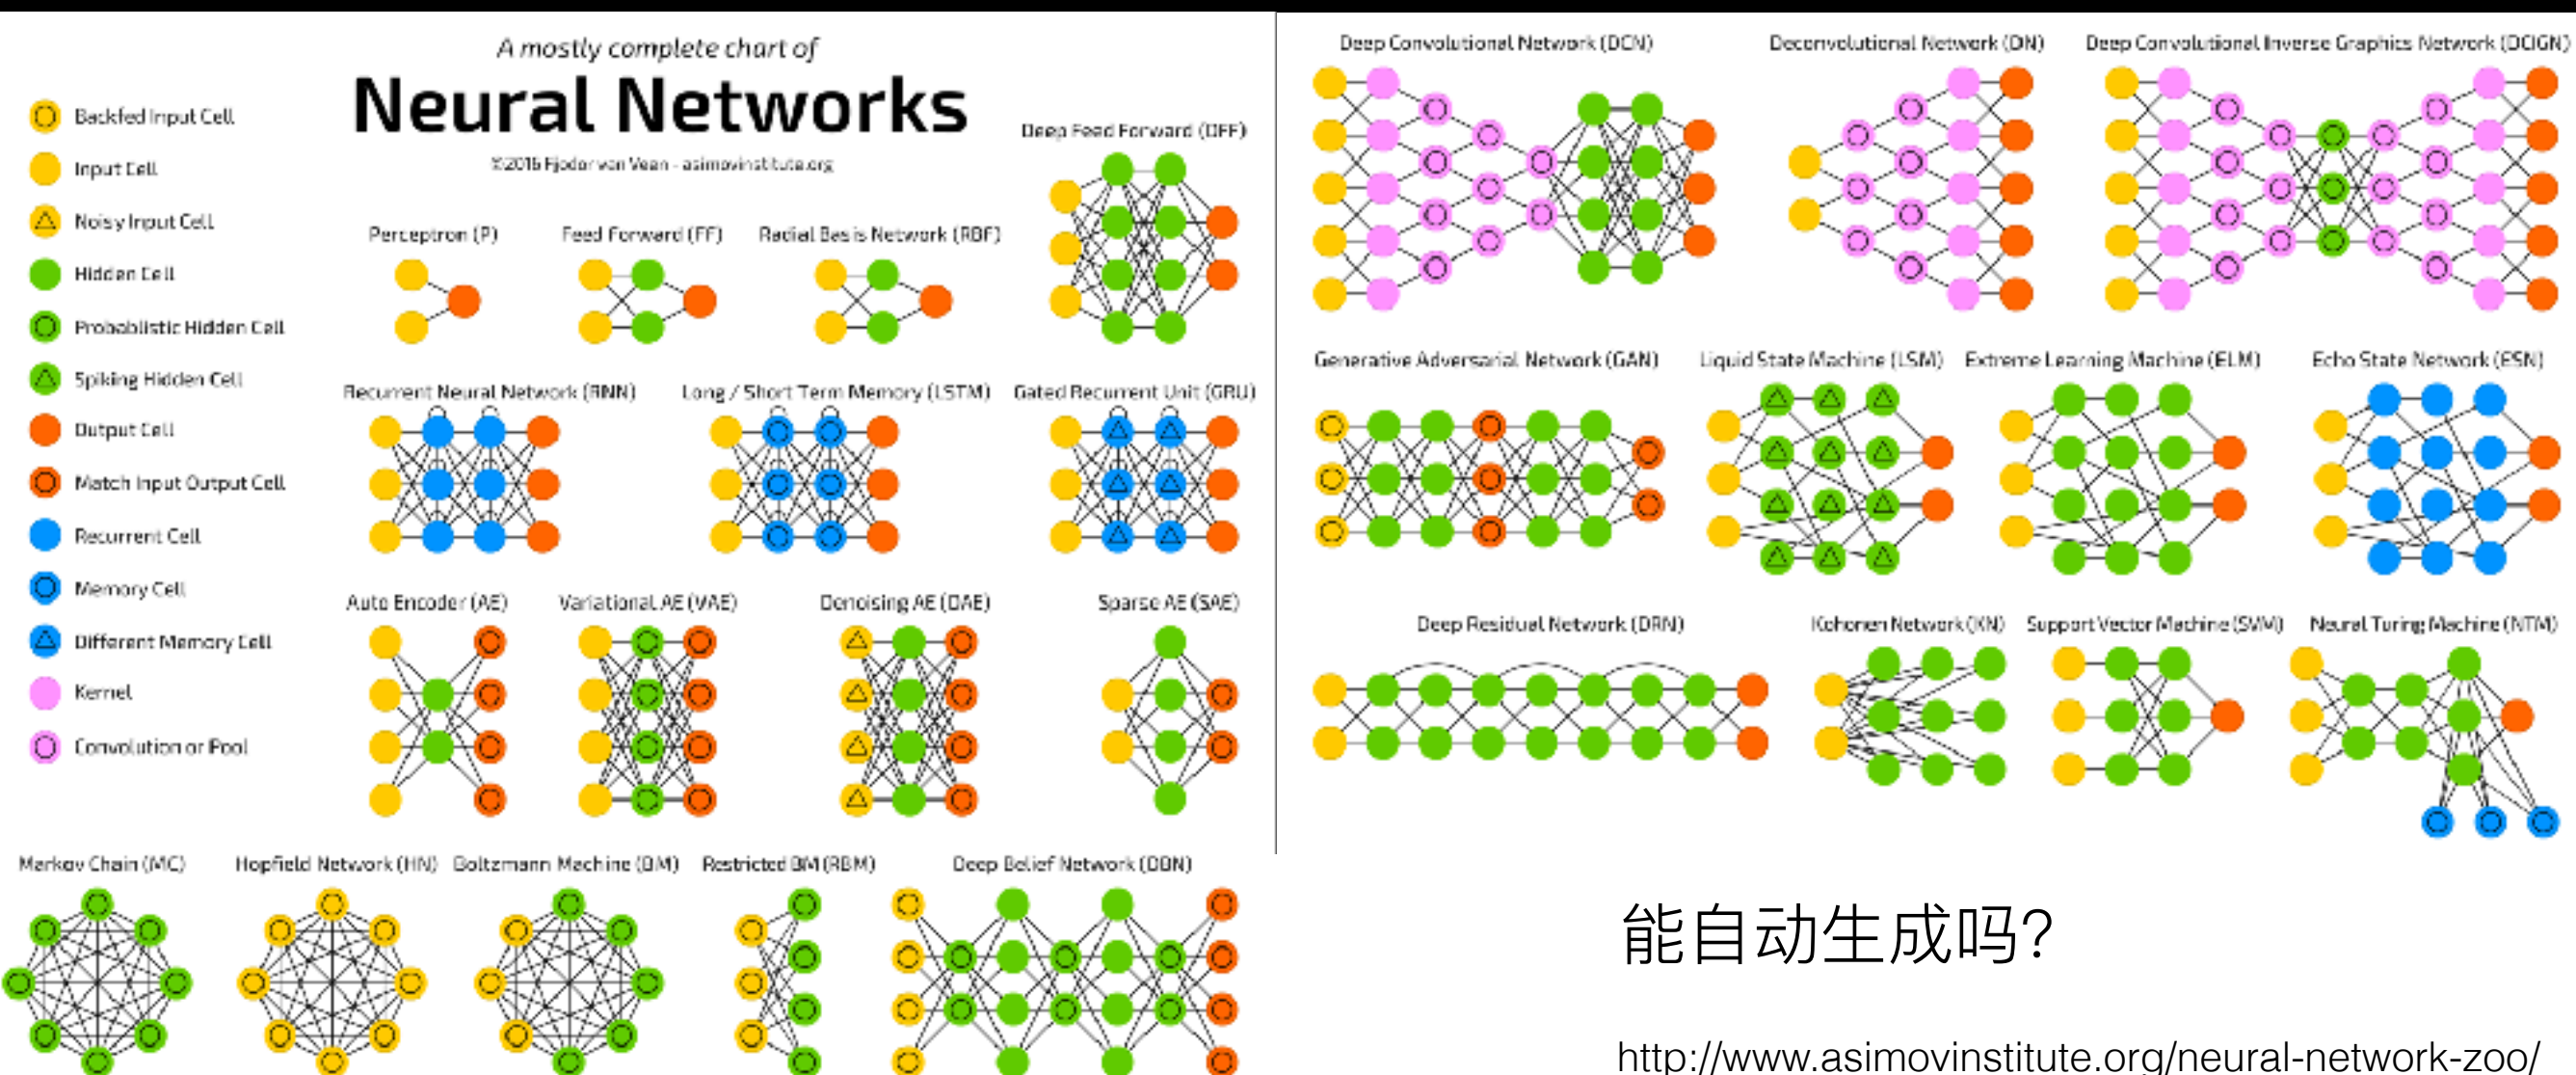 A mostly complete chart of
Neural Networks
©2016 Fjodor van Veen - asimovinstitute.org
Backfed Input Cell
Input Cell
Noisy Input Cell
Hidden Cell
Probablistic Hidden Cell
Spiking Hidden Cell
Output Cell
Match Input Output Cell
Recurrent Cell
Memory Cell
Different Memory Cell
Kernel
Convolution or Pool
Deep Feed Forward (DFF)
Perceptron (P)
Feed Forward (FF)
Radial Basis Network (RBF)
Recurrent Neural Network (RNN)
Long / Short Term Memory (LSTM)
Gated Recurrent Unit (GRU)
Auto Encoder (AE)
Variational AE (VAE)
Denoising AE (DAE)
Sparse AE (SAE)
Markov Chain (MC)
Hopfield Network (HN)
Boltzmann Machine (BM)
Restricted BM (RBM)
Deep Belief Network (DBN)
Deep Convolutional Network (DCN)
Deconvolutional Network (DN)
Deep Convolutional Inverse Graphics Network (DCIGN)
Generative Adversarial Network (GAN)
Liquid State Machine (LSM)
Extreme Learning Machine (ELM)
Echo State Network (ESN)
Deep Residual Network (DRN)
Kohonen Network (KN)
Support Vector Machine (SVM)
Neural Turing Machine (NTM)
能自动生成吗？
http://www.asimovinstitute.org/neural-network-zoo/